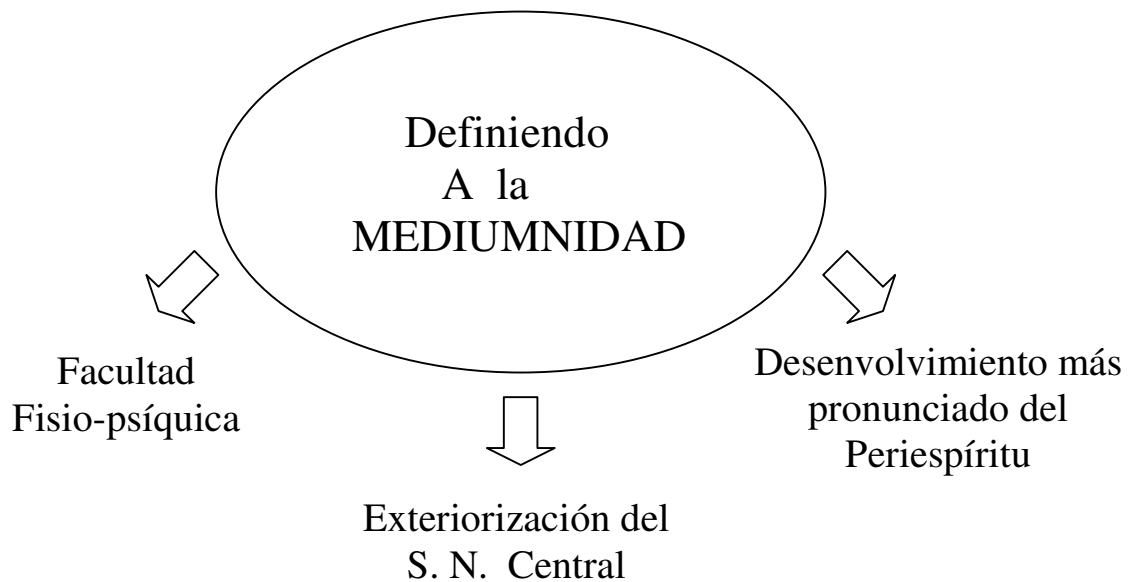 Definiendo
A la
MEDIUMNIDAD
Facultad
Fisio-psíquica
Exteriorización del
S. N. Central
Desenvolvimiento más
pronunciado del
Periespíritu